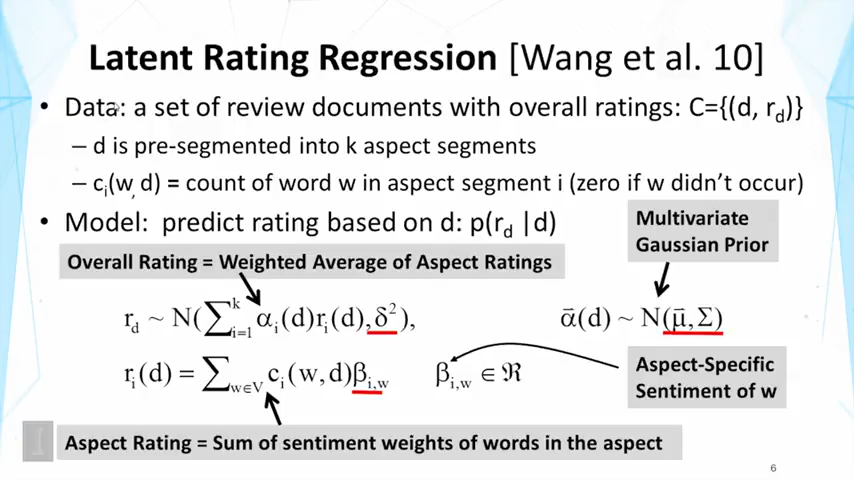 Latent Rating Regression [Wang et al. 10]
• Data: a set of review documents with overall ratings: C={(d, r_d)}
– d is pre-segmented into k aspect segments
– c_i(w, d) = count of word w in aspect segment i (zero if w didn't occur)
• Model: predict rating based on d: p(r_d |d)
Multivariate
Gaussian Prior
Overall Rating = Weighted Average of Aspect Ratings
r_d ~ N(∑_{i=1}^k α_i(d)r_i(d), δ²),
α⃗(d) ~ N(μ⃗, Σ)
r_i(d) = ∑_{w∈V} c_i(w,d)β_{i,w}
β_{i,w} ∈ ℜ
Aspect-Specific
Sentiment of w
Aspect Rating = Sum of sentiment weights of words in the aspect
I
6